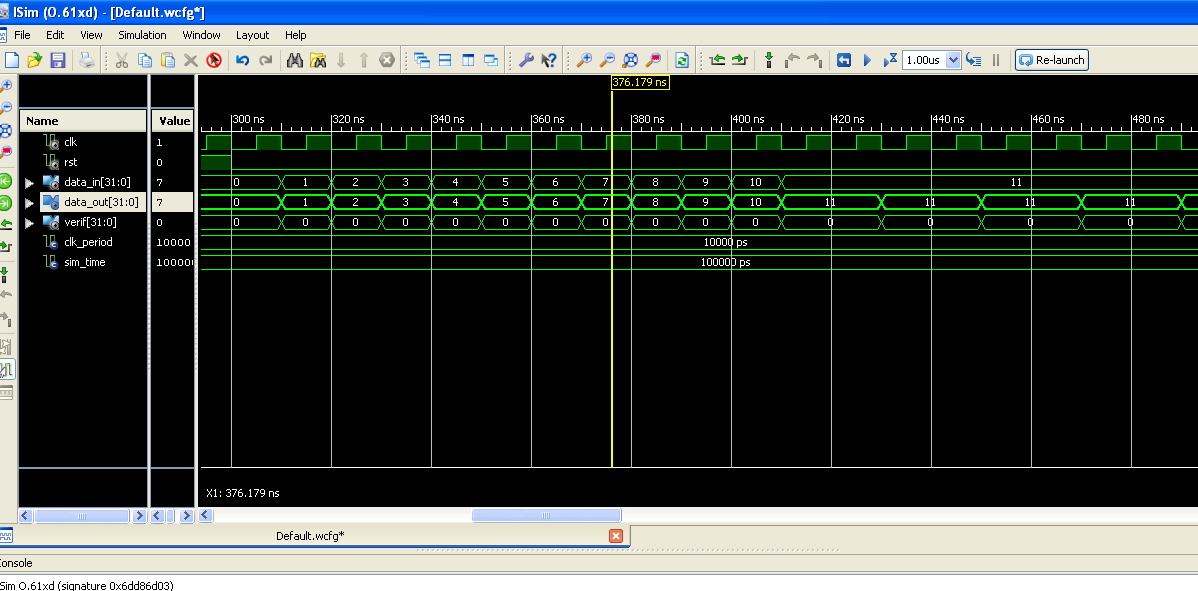 ISim (O.61xd) - [Default.wcfg*]
File Edit View Simulation Window Layout Help
1.00us Re-launch
376.179 ns
Name Value 300 ns 320 ns 340 ns 360 ns 380 ns 400 ns 420 ns 440 ns 460 ns 480 ns
clk 1
rst 0
data_in[31:0] 7 0 1 2 3 4 5 6 7 8 9 10 11
data_out[31:0] 7 0 1 2 3 4 5 6 7 8 9 10 11 11 11 11
verif[31:0] 0 0 0 0 0 0 0 0 0 0 0 0 0 0 0 0
clk_period 10000 10000 ps
sim_time 100000 100000 ps
X1: 376.179 ns
Default.wcfg*
onsole
Sim O.61xd (signature 0x6dd86d03)